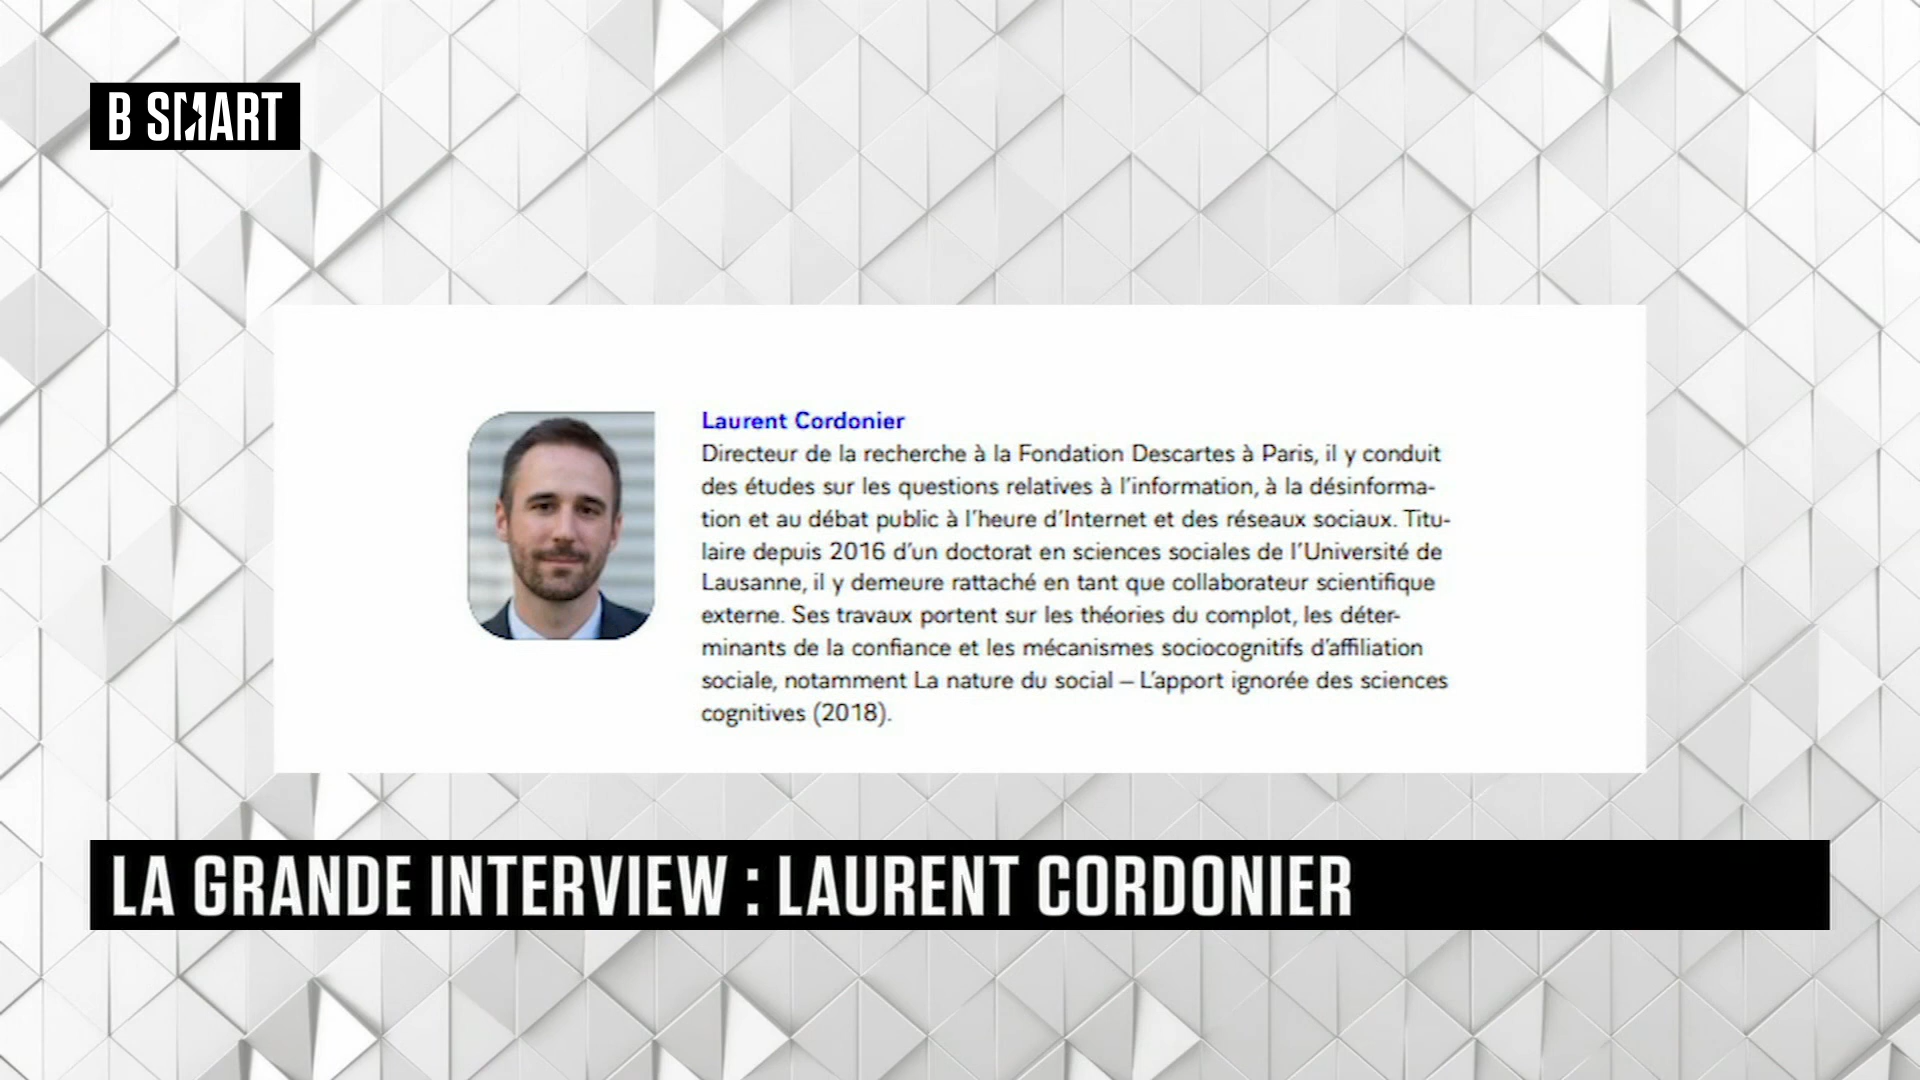 B SMART
Laurent Cordonier
Directeur de la recherche à la Fondation Descartes à Paris, il y conduit
des études sur les questions relatives à l'information, à la désinforma-
tion et au débat public à l'heure d'Internet et des réseaux sociaux. Titu-
laire depuis 2016 d'un doctorat en sciences sociales de l'Université de
Lausanne, il y demeure rattaché en tant que collaborateur scientifique
externe. Ses travaux portent sur les théories du complot, les déter-
minants de la confiance et les mécanismes sociocognitifs d'affiliation
sociale, notamment La nature du social – L'apport ignorée des sciences
cognitives (2018).
LA GRANDE INTERVIEW : LAURENT CORDONIER